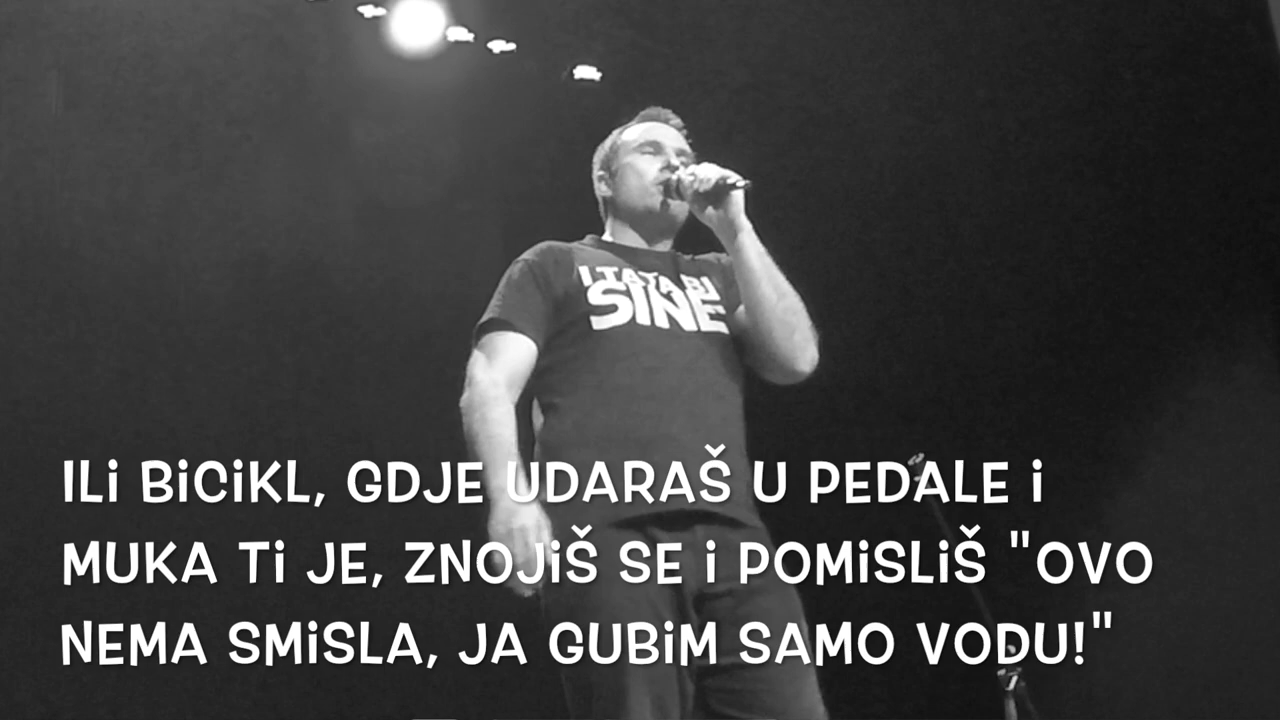 I TATA BI
SINE
ILI BICIKL, GDJE UDARAŠ U PEDALE I
MUKA TI JE, ZNOJIŠ SE I POMISLIŠ "OVO
NEMA SMISLA, JA GUBIM SAMO VODU!"